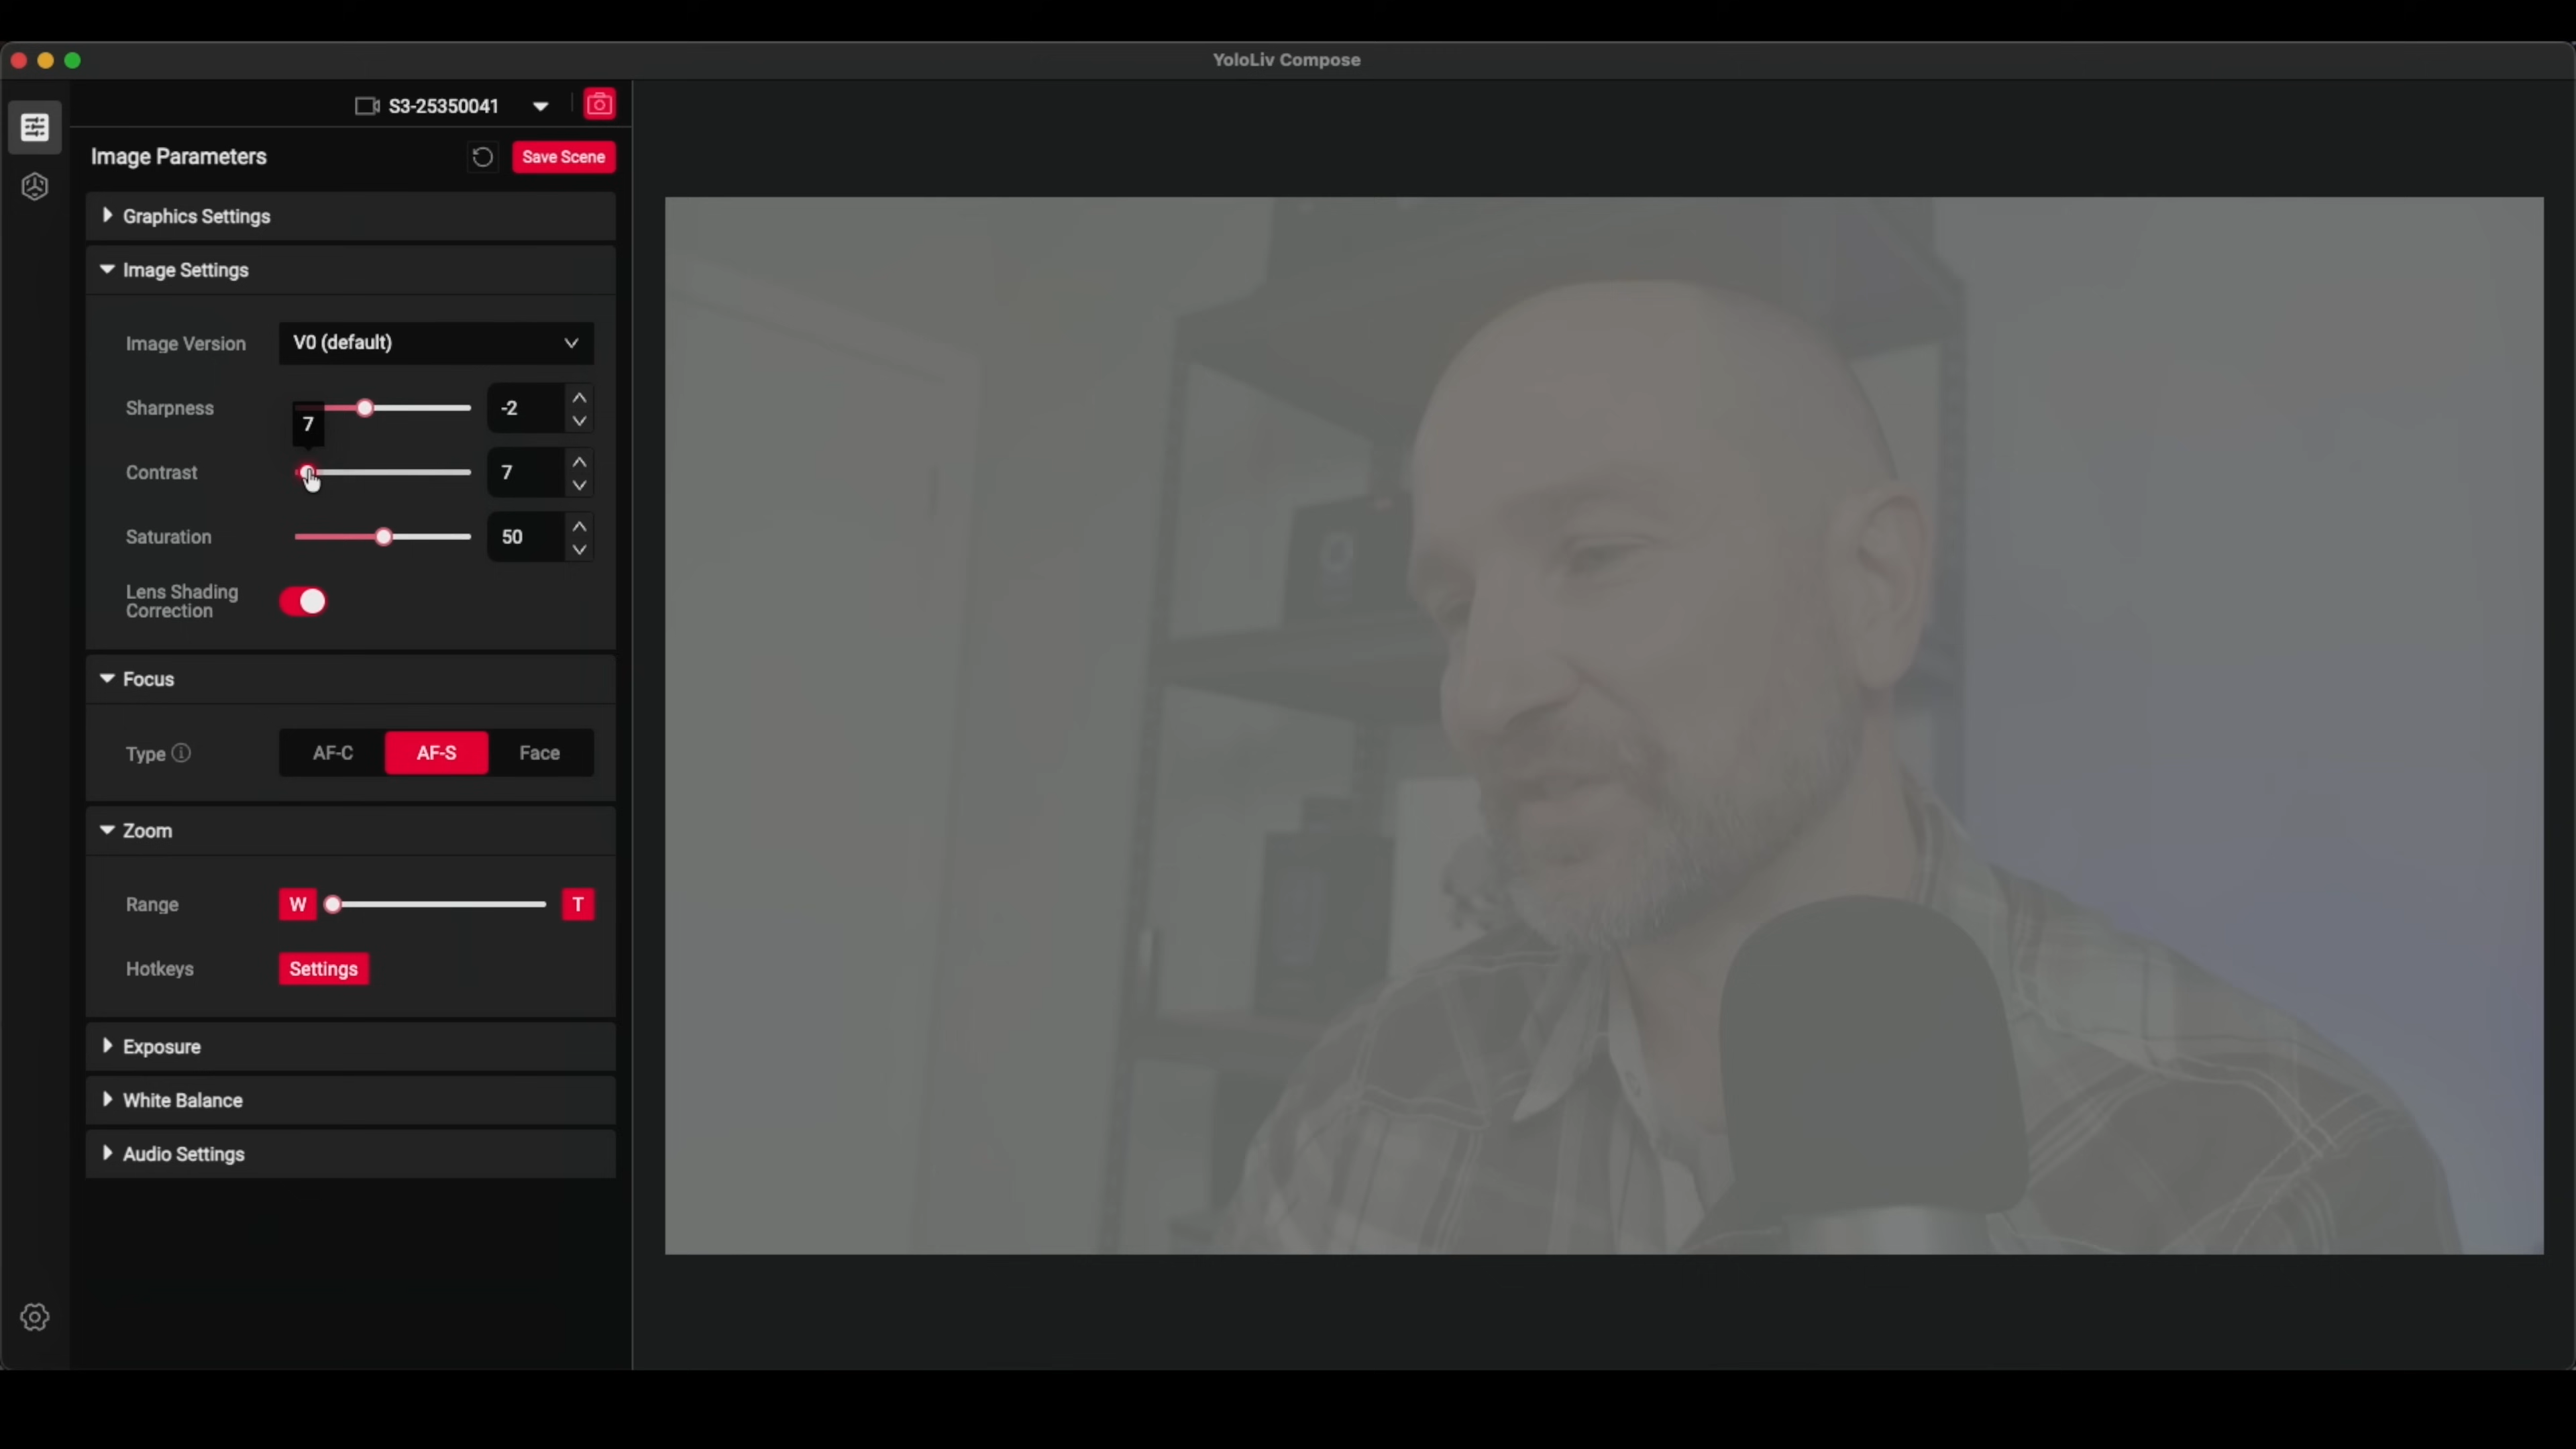 YoloLiv Compose
S3-25350041
Image Parameters
Save Scene
Graphics Settings
Image Settings
Image Version
V0 (default)
Sharpness
-2
7
Contrast
7
Saturation
50
Lens Shading
Correction
Focus
Type
AF-C
AF-S
Face
Zoom
Range
W
T
Hotkeys
Settings
Exposure
White Balance
Audio Settings